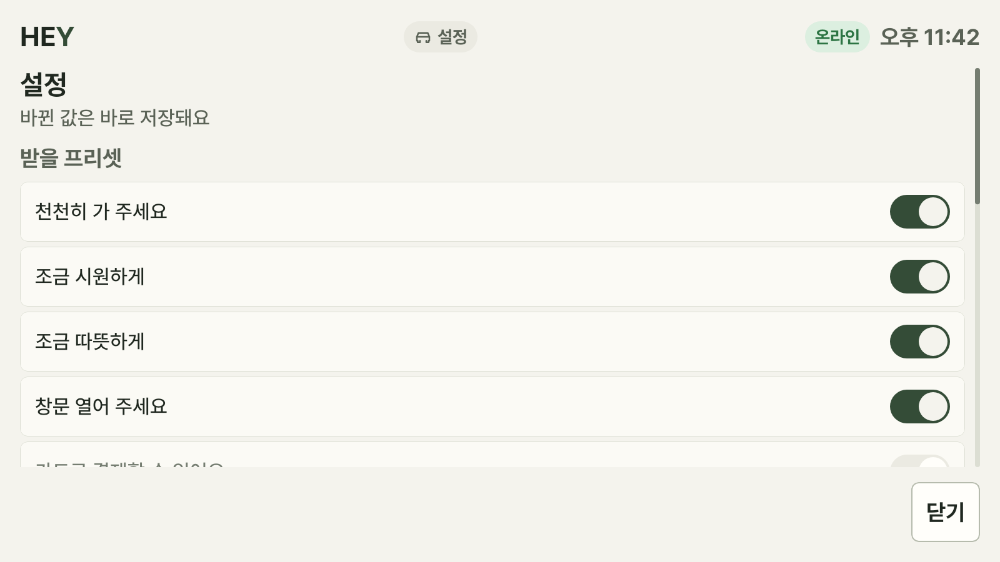 HEY
설정
온라인 오후 11:42
설정
바뀐 값은 바로 저장돼요
받을 프리셋
천천히 가 주세요
조금 시원하게
조금 따뜻하게
창문 열어 주세요
닫기